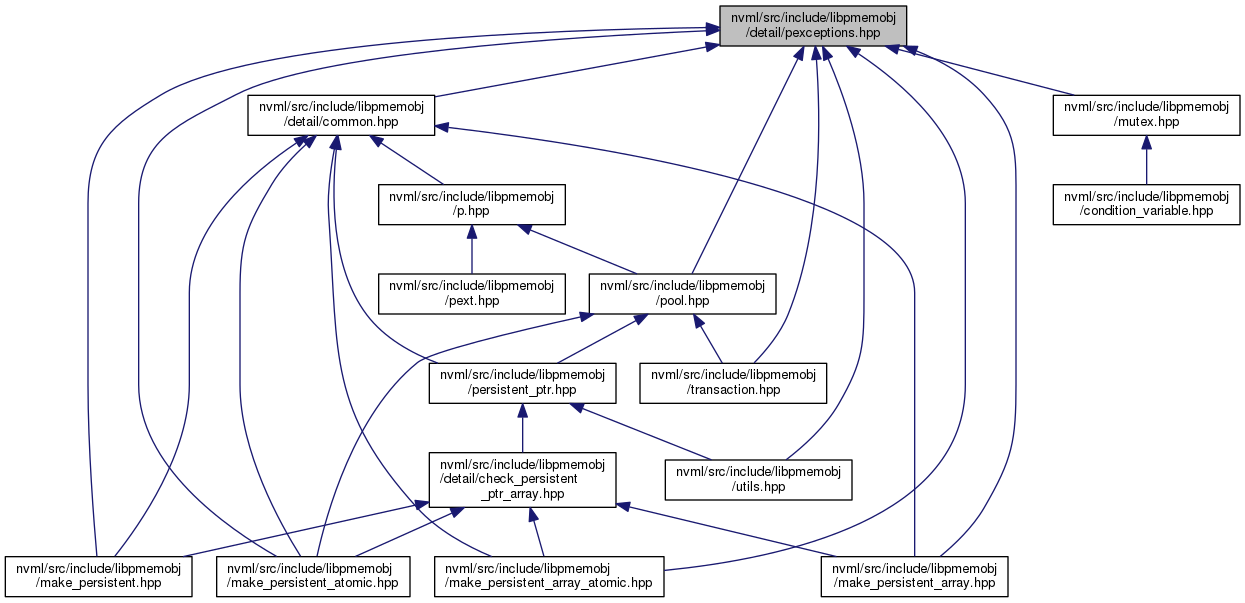 nvml/src/include/libpmemobj
/detail/pexceptions.hpp
nvml/src/include/libpmemobj
/detail/common.hpp
nvml/src/include/libpmemobj
/mutex.hpp
nvml/src/include/libpmemobj
/p.hpp
nvml/src/include/libpmemobj
/condition_variable.hpp
nvml/src/include/libpmemobj
/pext.hpp
nvml/src/include/libpmemobj
/pool.hpp
nvml/src/include/libpmemobj
/persistent_ptr.hpp
nvml/src/include/libpmemobj
/transaction.hpp
nvml/src/include/libpmemobj
/detail/check_persistent
_ptr_array.hpp
nvml/src/include/libpmemobj
/utils.hpp
nvml/src/include/libpmemobj
/make_persistent.hpp
nvml/src/include/libpmemobj
/make_persistent_atomic.hpp
nvml/src/include/libpmemobj
/make_persistent_array_atomic.hpp
nvml/src/include/libpmemobj
/make_persistent_array.hpp